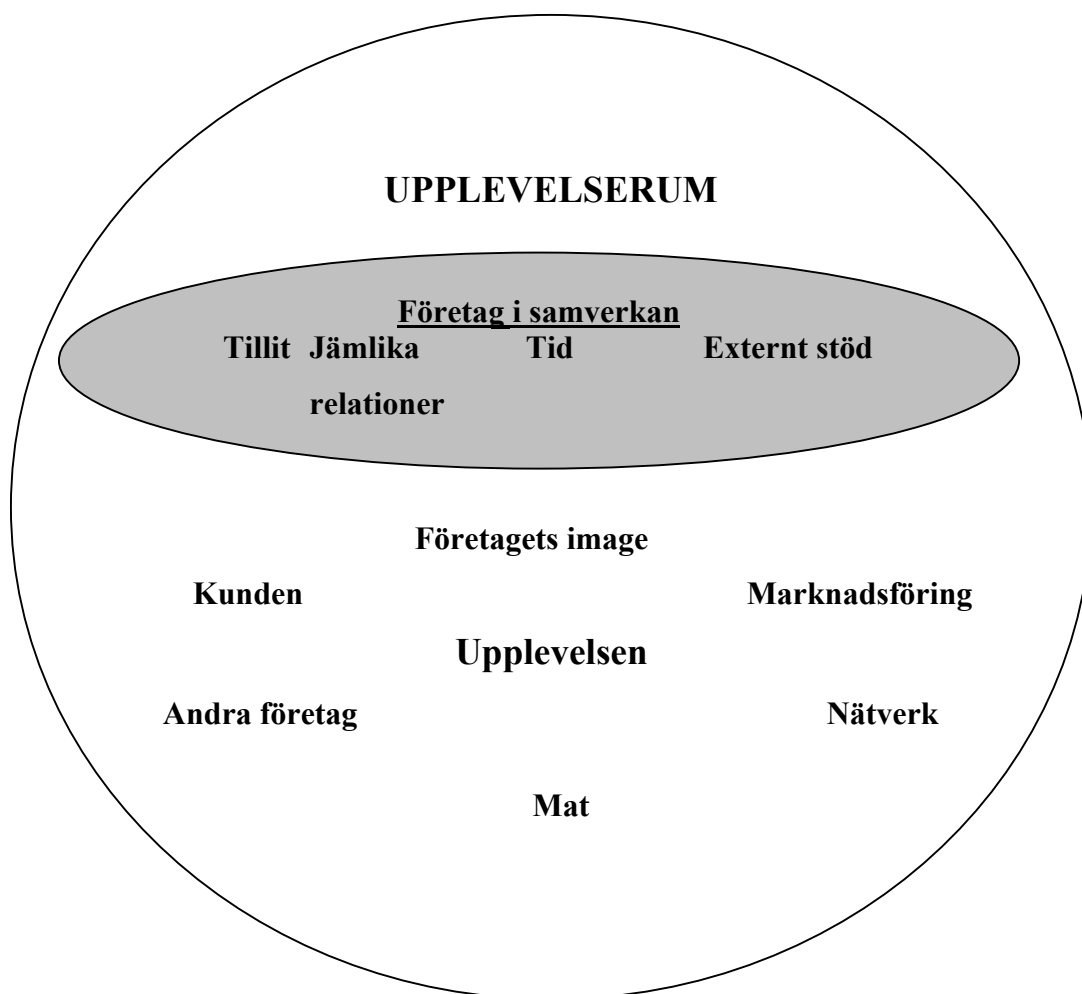 UPPLEVELSERUM
Företag i samverkan
Tillit Jämlika Tid Externt stöd
relationer
Företagets image
Kunden Marknadsföring
Upplevelsen
Andra företag Nätverk
Mat